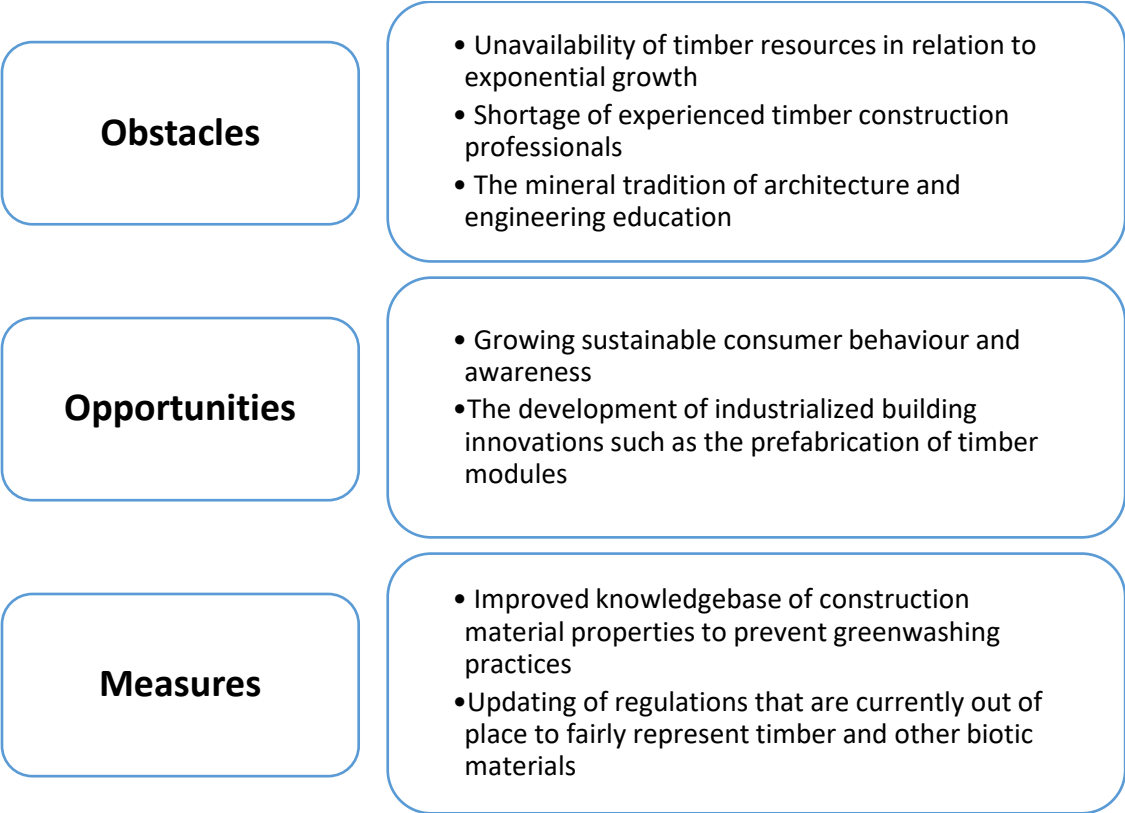 Obstacles
• Unavailability of timber resources in relation to
exponential growth
• Shortage of experienced timber construction
professionals
• The mineral tradition of architecture and
engineering education
Opportunities
• Growing sustainable consumer behaviour and
awareness
•The development of industrialized building
innovations such as the prefabrication of timber
modules
Measures
• Improved knowledgebase of construction
material properties to prevent greenwashing
practices
•Updating of regulations that are currently out of
place to fairly represent timber and other biotic
materials